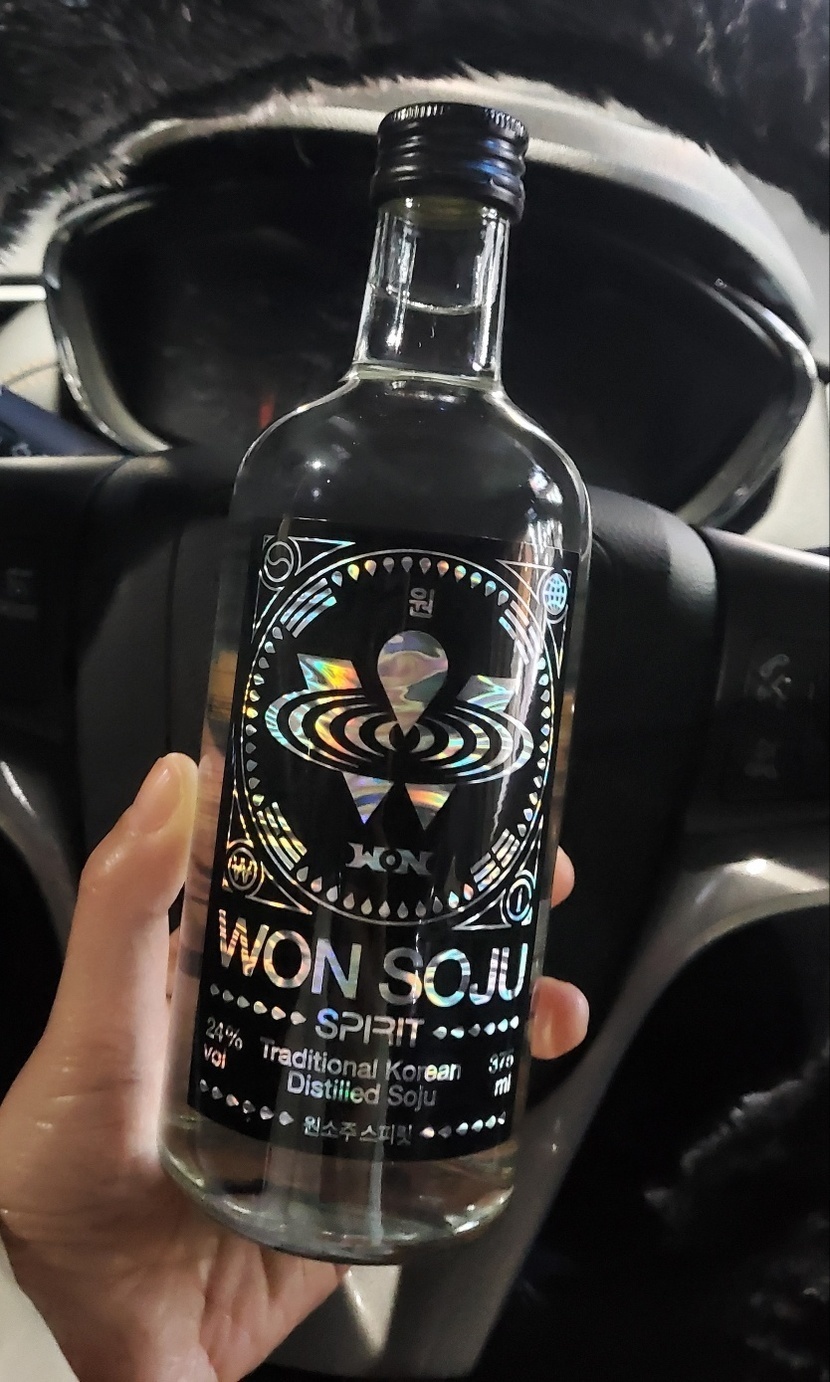 원
WON
WON SOJU
SPIRIT
24%
vol
Traditional Korean
Distilled Soju
375
ml
원소주 스피릿